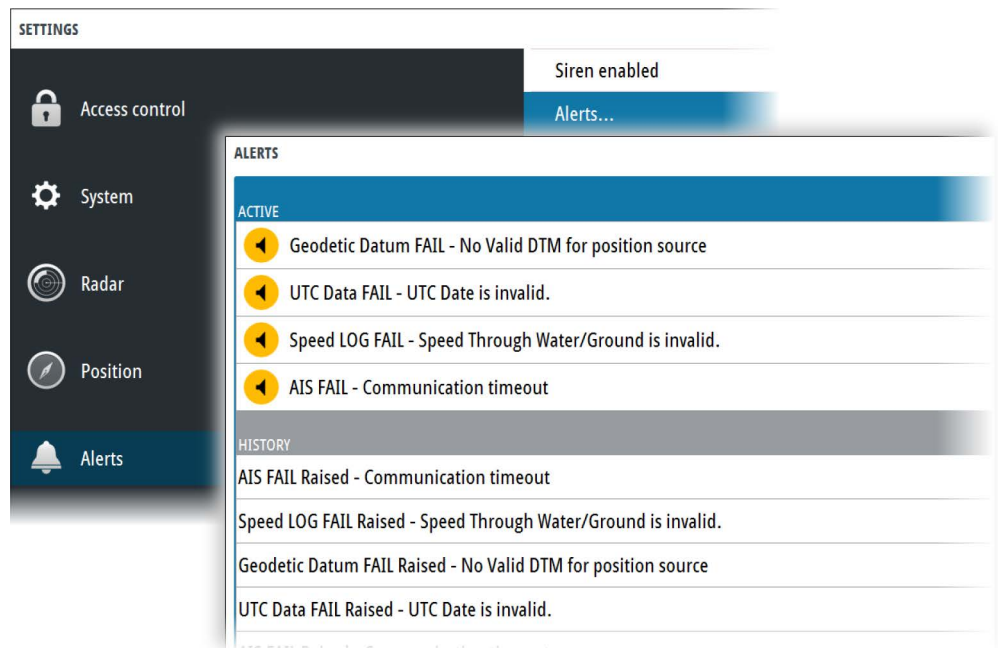 SETTINGS
Siren enabled
Access control
Alerts...
ALERTS
System
ACTIVE
Geodetic Datum FAIL - No Valid DTM for position source
Radar
UTC Data FAIL - UTC Date is invalid.
Speed LOG FAIL - Speed Through Water/Ground is invalid.
Position
AIS FAIL - Communication timeout
HISTORY
Alerts
AIS FAIL Raised - Communication timeout
Speed LOG FAIL Raised - Speed Through Water/Ground is invalid.
Geodetic Datum FAIL Raised - No Valid DTM for position source
UTC Data FAIL Raised - UTC Date is invalid.